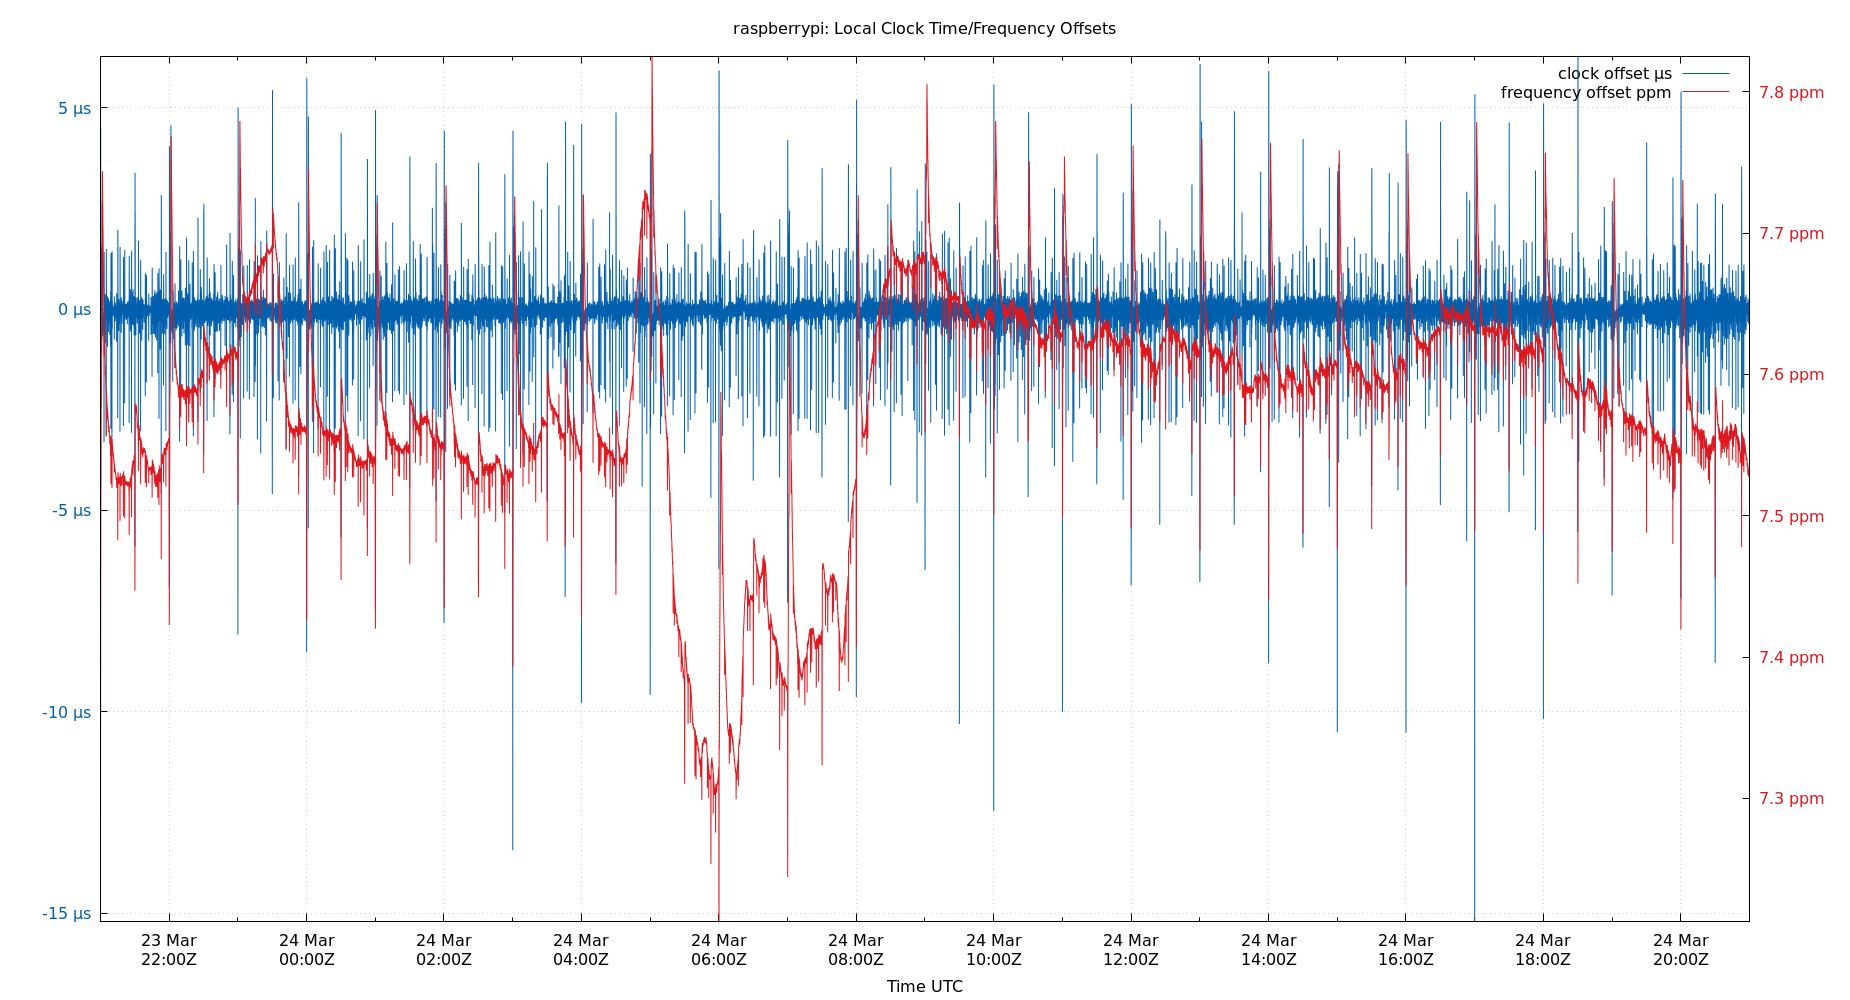 raspberrypi: Local Clock Time/Frequency Offsets
clock offset µs
frequency offset ppm
5 µs
0 µs
-5 µs
-10 µs
-15 µs
7.8 ppm
7.7 ppm
7.6 ppm
7.5 ppm
7.4 ppm
7.3 ppm
23 Mar 24 Mar 24 Mar 24 Mar 24 Mar 24 Mar 24 Mar 24 Mar 24 Mar 24 Mar 24 Mar 24 Mar
22:00Z 00:00Z 02:00Z 04:00Z 06:00Z 08:00Z 10:00Z 12:00Z 14:00Z 16:00Z 18:00Z 20:00Z
Time UTC